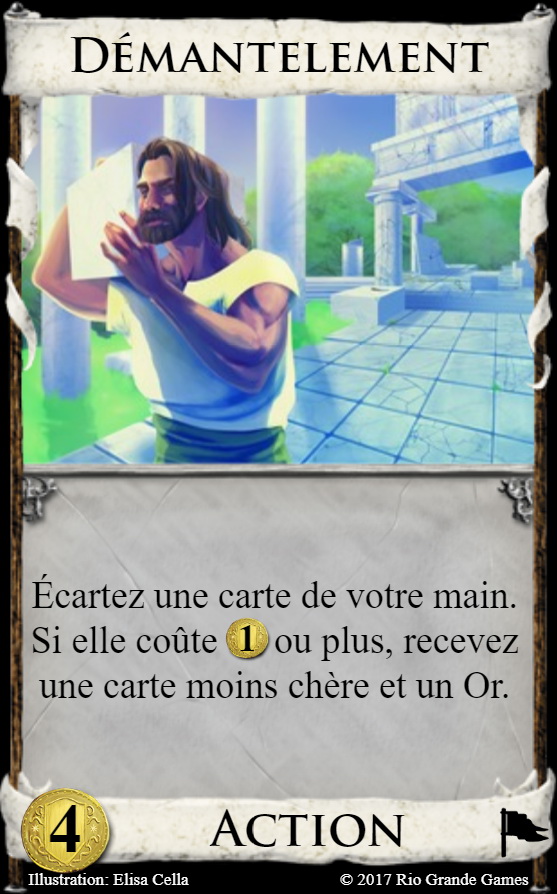 DÉMANTELEMENT
Écartez une carte de votre main.
Si elle coûte 1 ou plus, recevez
une carte moins chère et un Or.
4 ACTION
Illustration: Elisa Cella © 2017 Rio Grande Games